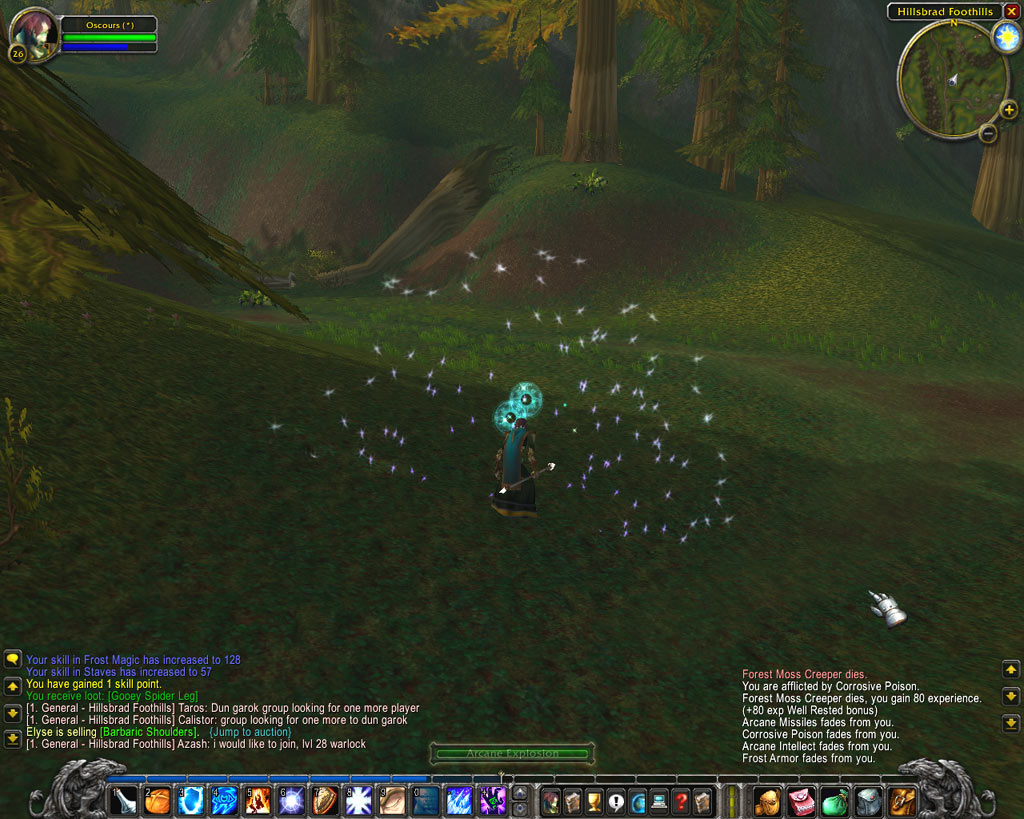 Oscours (*)
26
Hillsbrad Foothills
N
Your skill in Frost Magic has increased to 128
Your skill in Staves has increased to 57
You have gained 1 skill point.
You receive loot: [Gooey Spider Leg]
[1. General - Hillsbrad Foothills] Taros: Dun garok group looking for one more player
[1. General - Hillsbrad Foothills] Calistor: group looking for one more to dun garok
Elyse is selling [Barbaric Shoulders]. {Jump to auction}
[1. General - Hillsbrad Foothills] Azash: i would like to join, lvl 28 warlock
Forest Moss Creeper dies.
You are afflicted by Corrosive Poison.
Forest Moss Creeper dies, you gain 80 experience.
(+80 exp Well Rested bonus)
Arcane Missiles fades from you.
Corrosive Poison fades from you.
Arcane Intellect fades from you.
Frost Armor fades from you.
Arcane Explosion
1 2 3 4 5 6 7 8 9 0